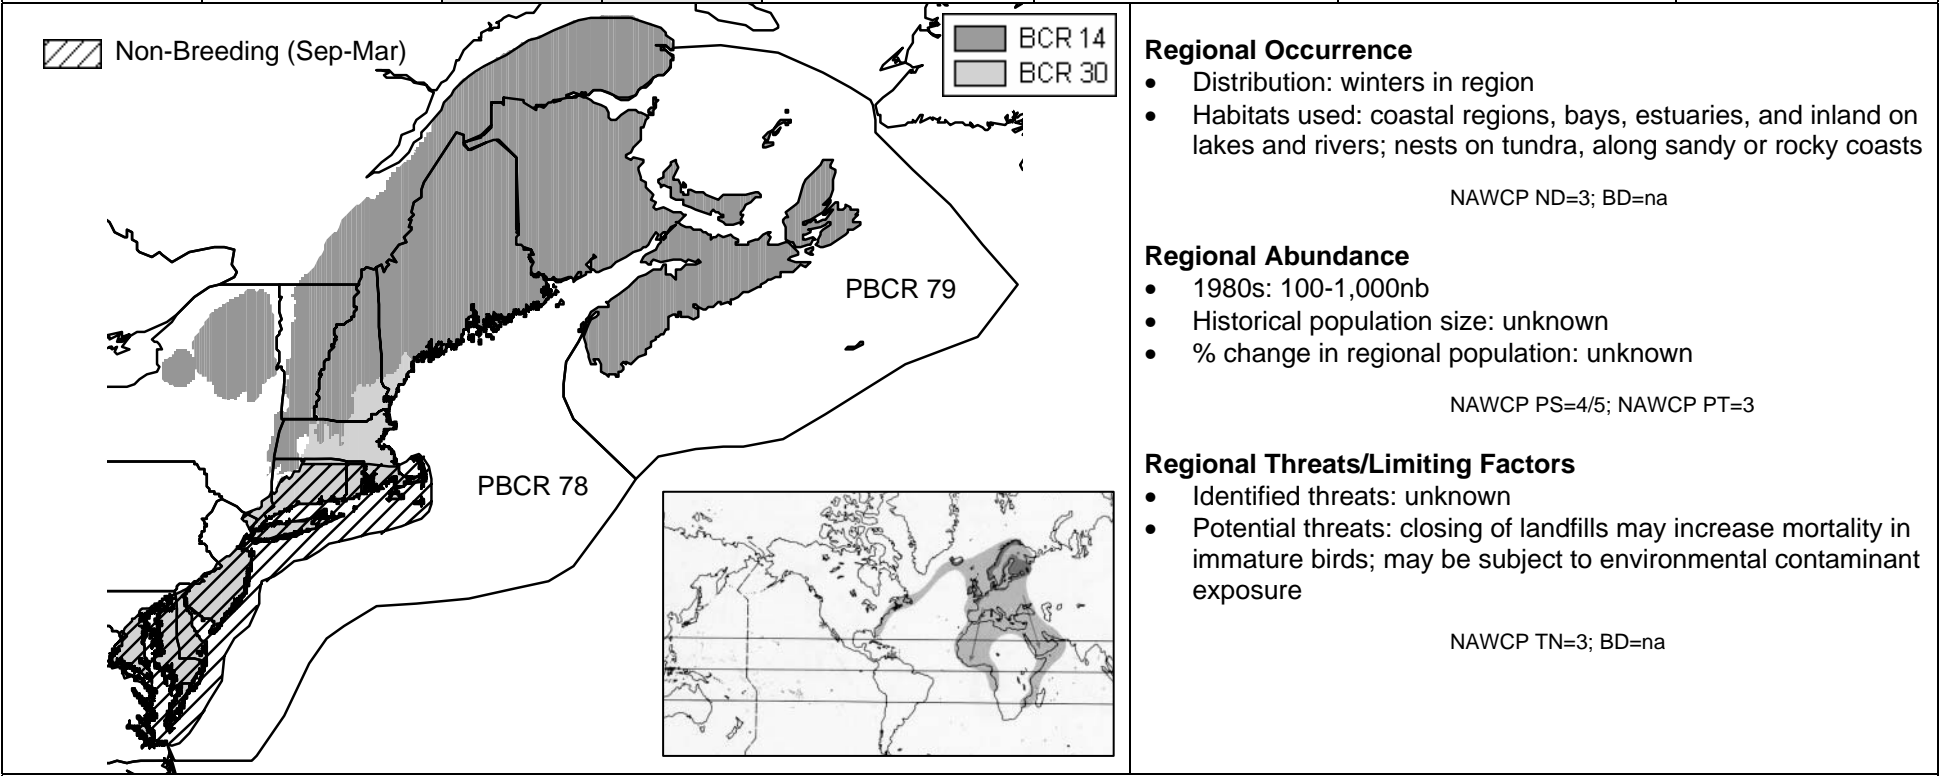 Non-Breeding (Sep-Mar)
BCR 14
BCR 30
PBCR 79
PBCR 78
Regional Occurrence
• Distribution: winters in region
• Habitats used: coastal regions, bays, estuaries, and inland on
lakes and rivers; nests on tundra, along sandy or rocky coasts
NAWCP ND=3; BD=na
Regional Abundance
• 1980s: 100-1,000nb
• Historical population size: unknown
• % change in regional population: unknown
NAWCP PS=4/5; NAWCP PT=3
Regional Threats/Limiting Factors
• Identified threats: unknown
• Potential threats: closing of landfills may increase mortality in
immature birds; may be subject to environmental contaminant
exposure
NAWCP TN=3; BD=na